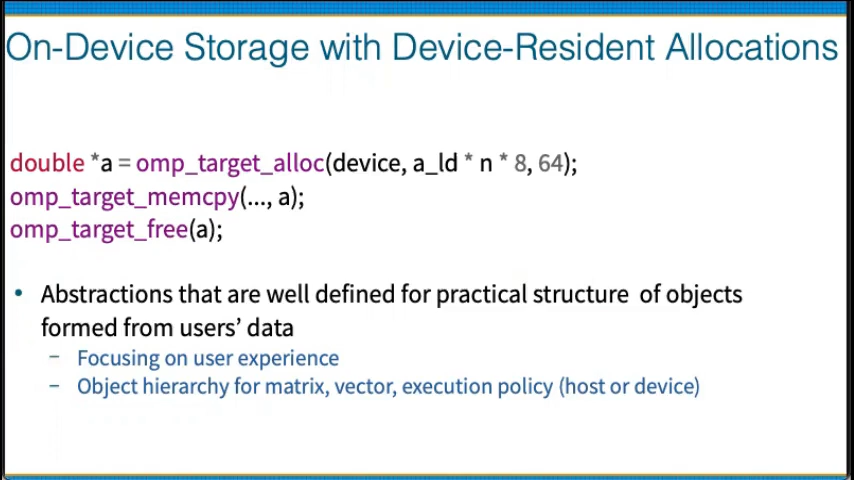 On-Device Storage with Device-Resident Allocations
double *a = omp_target_alloc(device, a_ld * n * 8, 64);
omp_target_memcpy(..., a);
omp_target_free(a);
• Abstractions that are well defined for practical structure of objects
formed from users’ data
– Focusing on user experience
– Object hierarchy for matrix, vector, execution policy (host or device)